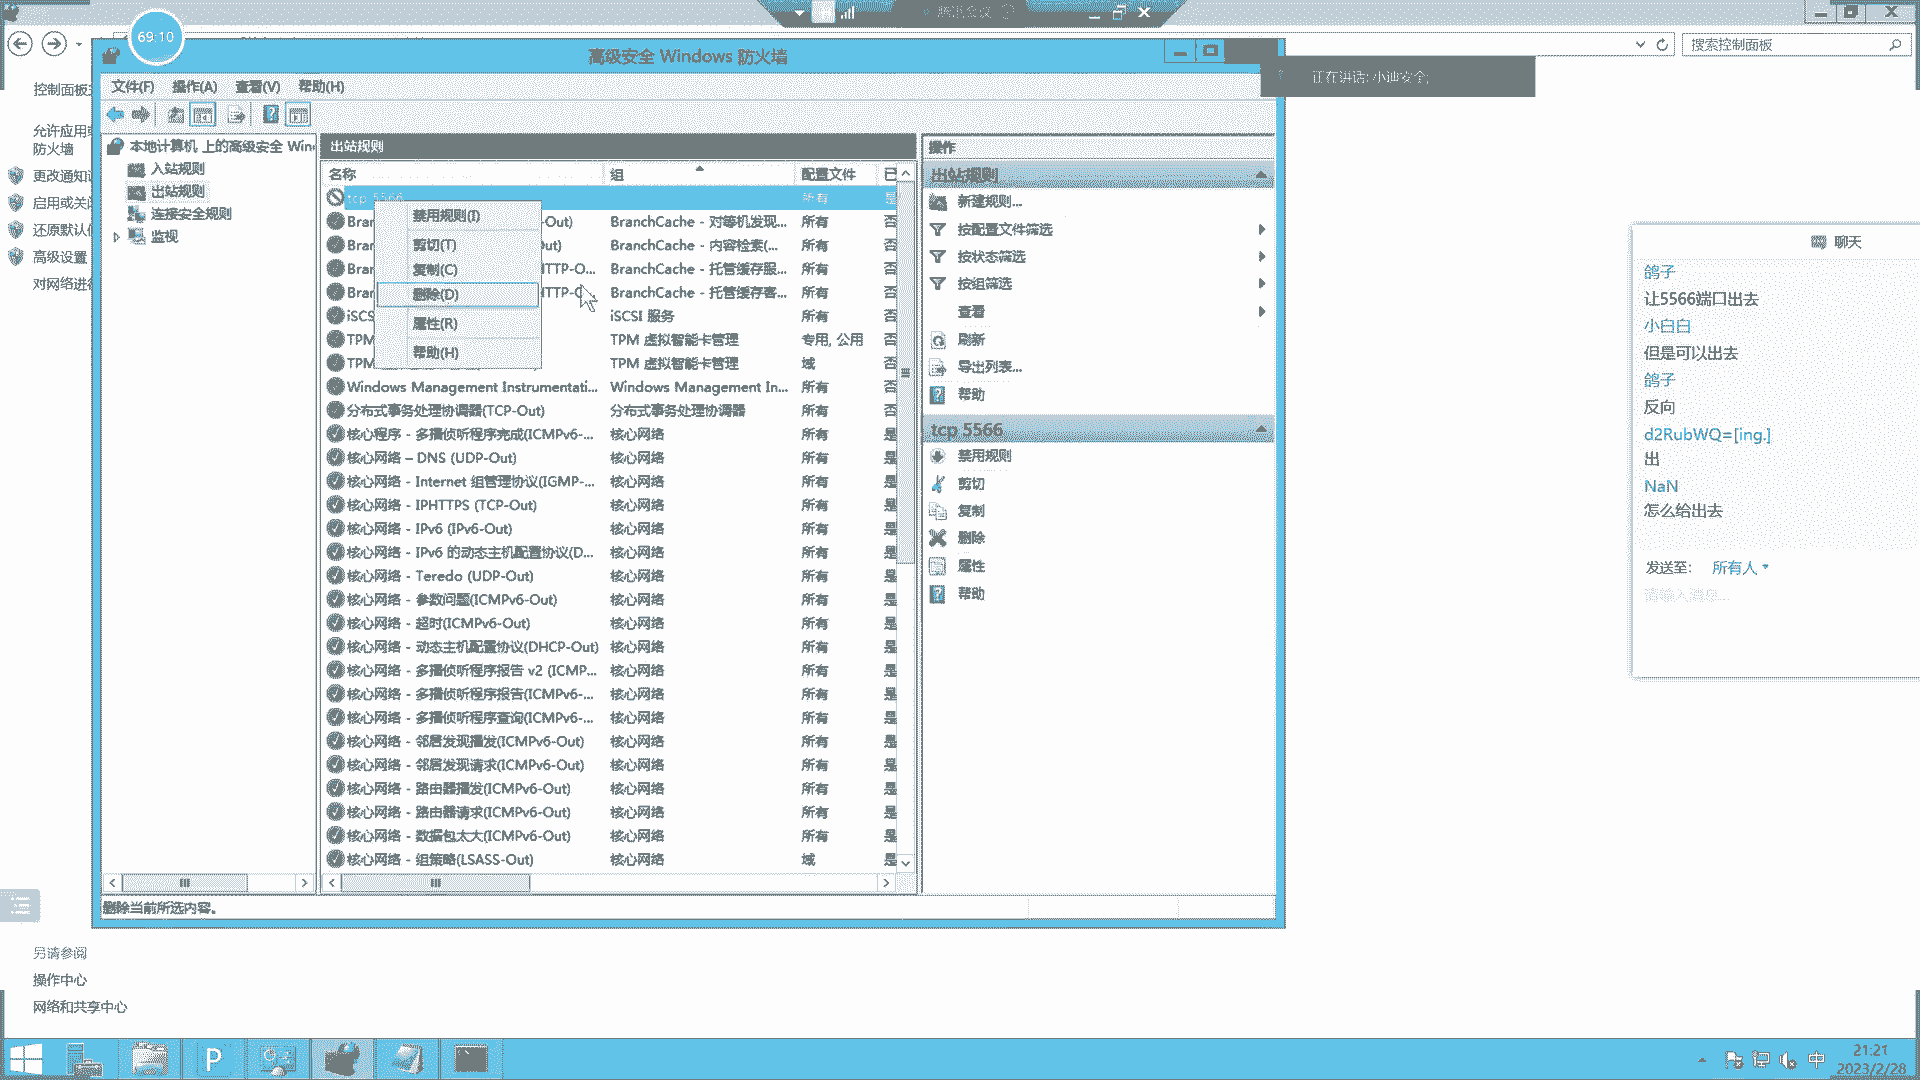 69:10
腾讯会议
高级安全 Windows 防火墙
搜索控制面板
正在讲话: 小迪安全;
文件(F) 操作(A) 查看(V) 帮助(H)
控制面板
允许应用
防火墙
更改通知
启用或关
还原默认
高级设置
对网络进行
本地计算机 上的高级安全 Win
入站规则
出站规则
连接安全规则
监视
出站规则
名称 组 配置文件 已
tcp 5566 所有 是
Bran -Out) BranchCache - 对等机发现... 所有 否
Bran Out) BranchCache - 内容检索(... 所有 否
Bran HTTP-O... BranchCache - 托管缓存服... 所有 否
Bran HTTP-O BranchCache - 托管缓存客... 所有 否
iSCS iSCSI 服务 所有 否
TPM TPM 虚拟智能卡管理 专用, 公用 否
TPM TPM 虚拟智能卡管理 域 否
Windows Management Instrumentati... Windows Management In... 所有 否
分布式事务处理协调器(TCP-Out) 分布式事务处理协调器 所有 否
核心程序 - 多播侦听程序完成(ICMPv6-... 核心网络 所有 是
核心网络 – DNS (UDP-Out) 核心网络 所有 是
核心网络 - Internet 组管理协议(IGMP-... 核心网络 所有 是
核心网络 - IPHTTPS (TCP-Out) 核心网络 所有 是
核心网络 - IPv6 (IPv6-Out) 核心网络 所有 是
核心网络 - IPv6 的动态主机配置协议(D... 核心网络 所有 是
核心网络 - Teredo (UDP-Out) 核心网络 所有 是
核心网络 - 参数问题(ICMPv6-Out) 核心网络 所有 是
核心网络 - 超时(ICMPv6-Out) 核心网络 所有 是
核心网络 - 动态主机配置协议(DHCP-Out) 核心网络 所有 是
核心网络 - 多播侦听程序报告 v2 (ICMP... 核心网络 所有 是
核心网络 - 多播侦听程序报告(ICMPv6-... 核心网络 所有 是
核心网络 - 多播侦听程序查询(ICMPv6-... 核心网络 所有 是
核心网络 - 邻居发现播发(ICMPv6-Out) 核心网络 所有 是
核心网络 - 邻居发现请求(ICMPv6-Out) 核心网络 所有 是
核心网络 - 路由器播发(ICMPv6-Out) 核心网络 所有 是
核心网络 - 路由器请求(ICMPv6-Out) 核心网络 所有 是
核心网络 - 数据包太大(ICMPv6-Out) 核心网络 所有 是
核心网络 - 组策略(LSASS-Out) 核心网络 域 是
禁用规则(I)
剪切(T)
复制(C)
删除(D)
属性(R)
帮助(H)
操作
出站规则
新建规则...
按配置文件筛选
按状态筛选
按组筛选
查看
刷新
导出列表...
帮助
tcp 5566
禁用规则
剪切
复制
删除
属性
帮助
删除当前所选内容。
另请参阅
操作中心
网络和共享中心
聊天
鸽子
让5566端口出去
小白白
但是可以出去
鸽子
反向
d2RubWQ=[ing.]
出
NaN
怎么给出去
发送至: 所有人
请输入消息...
P
中
21:21
2023/2/28